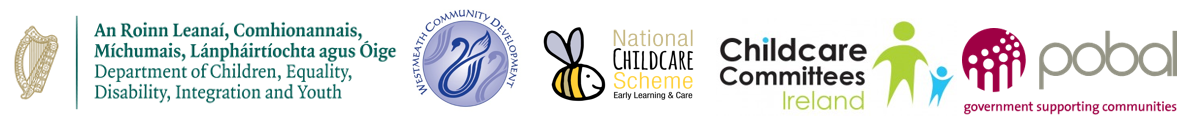 An Roinn Leanaí, Comhionannais,
Míchumais, Lánpháirtíochta agus Óige
Department of Children, Equality,
Disability, Integration and Youth
WESTMEATH COMMUNITY DEVELOPMENT
National
CHILDCARE
Scheme
Early Learning & Care
Childcare
Committees
Ireland
pobal
government supporting communities